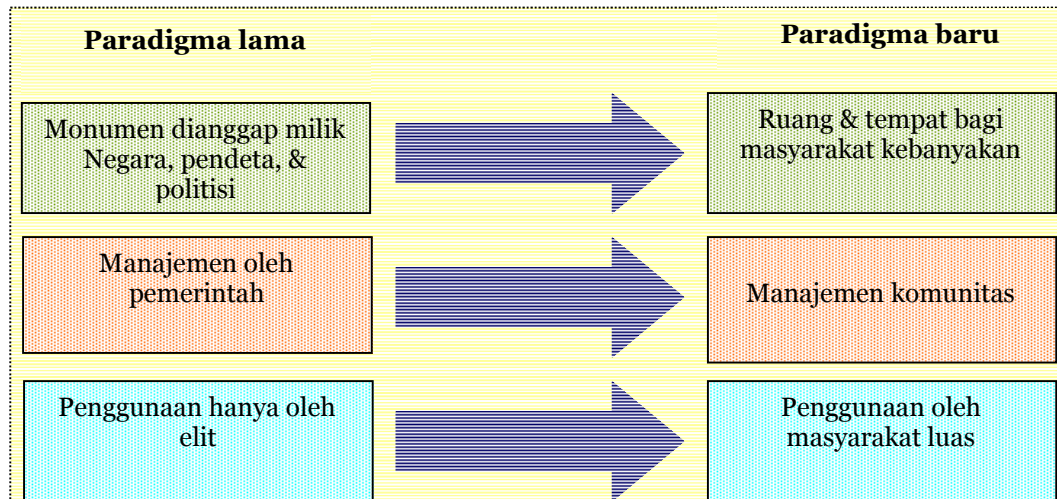 Paradigma lama
Paradigma baru
Monumen dianggap milik
Negara, pendeta, &
politisi
Ruang & tempat bagi
masyarakat kebanyakan
Manajemen oleh
pemerintah
Manajemen komunitas
Penggunaan hanya oleh
elit
Penggunaan oleh
masyarakat luas